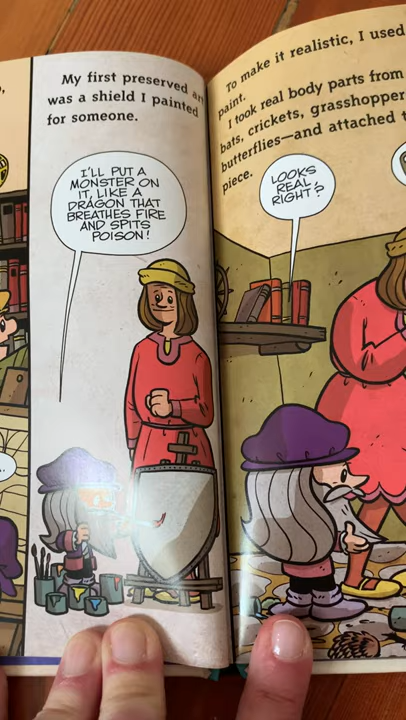 My first preserved art
was a shield I painted
for someone.
I'LL PUT A
MONSTER ON
IT, LIKE A
DRAGON THAT
BREATHES FIRE
AND SPITS
POISON!
To make it realistic, I used
paint.
I took real body parts from
bats, crickets, grasshopper
butterflies—and attached
piece.
LOOKS
REAL
RIGHT?